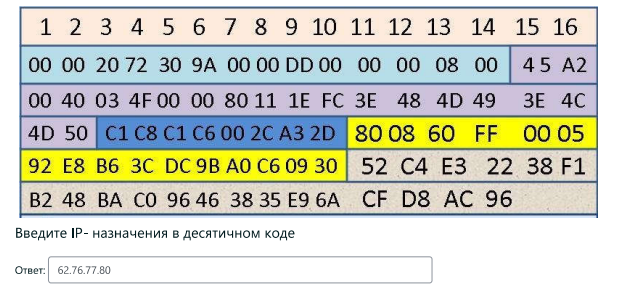 1 2 3 4 5 6 7 8 9 10 11 12 13 14 15 16
00 00 20 72 30 9A 00 00 DD 00 00 00 08 00 4 5 A2
00 40 03 4F 00 00 80 11 1E FC 3E 48 4D 49 3E 4C
4D 50 C1 C8 C1 C6 00 2C A3 2D 80 08 60 FF 00 05
92 E8 B6 3C DC 9B A0 C6 09 30 52 C4 E3 22 38 F1
B2 48 BA C0 96 46 38 35 E9 6A CF D8 AC 96
Введите IP- назначения в десятичном коде
Ответ: 62.76.77.80